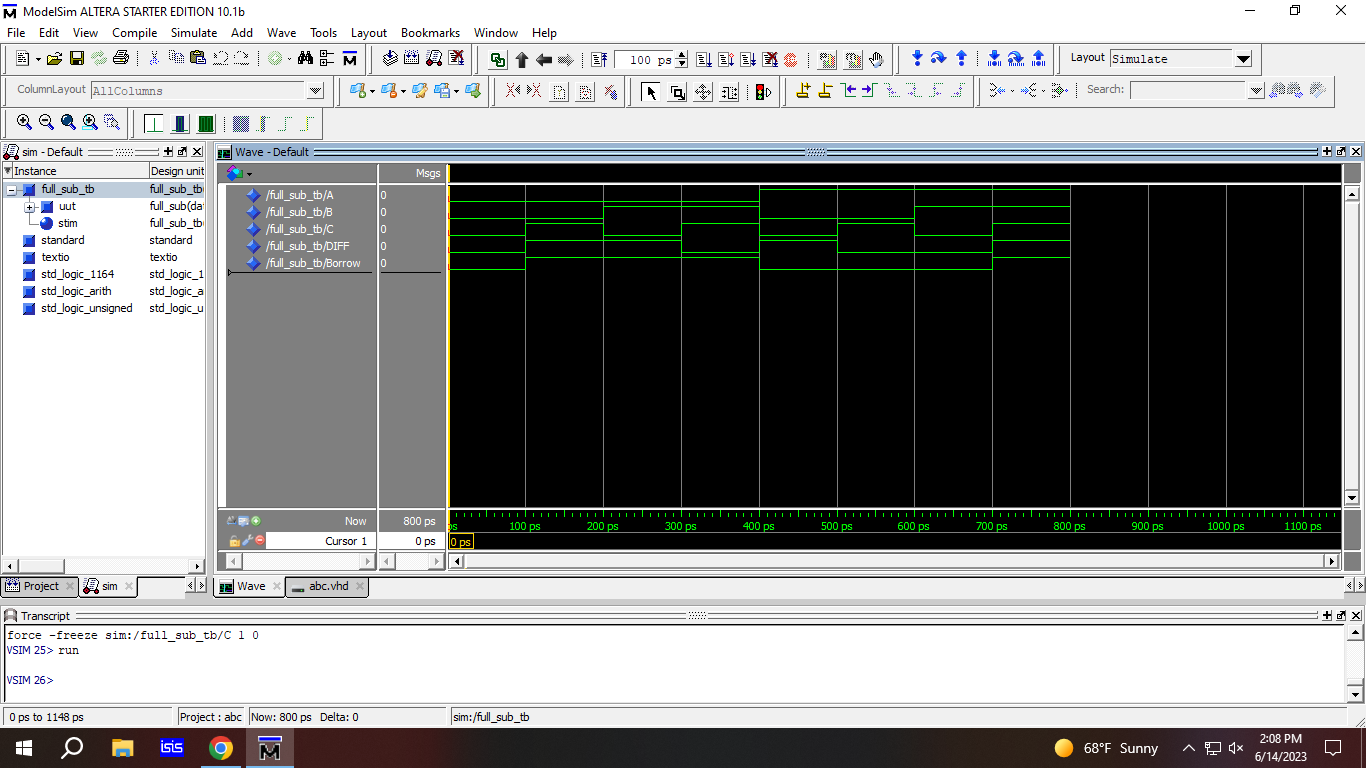 ModelSim ALTERA STARTER EDITION 10.1b
File Edit View Compile Simulate Add Wave Tools Layout Bookmarks Window Help
100 ps
Layout Simulate
ColumnLayout AllColumns
Search:
sim - Default
Wave - Default
Instance Design unit
Msgs
full_sub_tb full_sub_tb(
uut full_sub(da
stim full_sub_tb
standard standard
textio textio
std_logic_1164 std_logic_1
std_logic_arith std_logic_a
std_logic_unsigned std_logic_u
/full_sub_tb/A 0
/full_sub_tb/B 0
/full_sub_tb/C 0
/full_sub_tb/DIFF 0
/full_sub_tb/Borrow 0
Now 800 ps
ps 100 ps 200 ps 300 ps 400 ps 500 ps 600 ps 700 ps 800 ps 900 ps 1000 ps 1100 ps
Cursor 1 0 ps 0 ps
Project sim Wave abc.vhd
Transcript
force -freeze sim:/full_sub_tb/C 1 0
VSIM 25> run
VSIM 26>
0 ps to 1148 ps Project : abc Now: 800 ps Delta: 0 sim:/full_sub_tb
isis
68°F Sunny
2:08 PM
6/14/2023